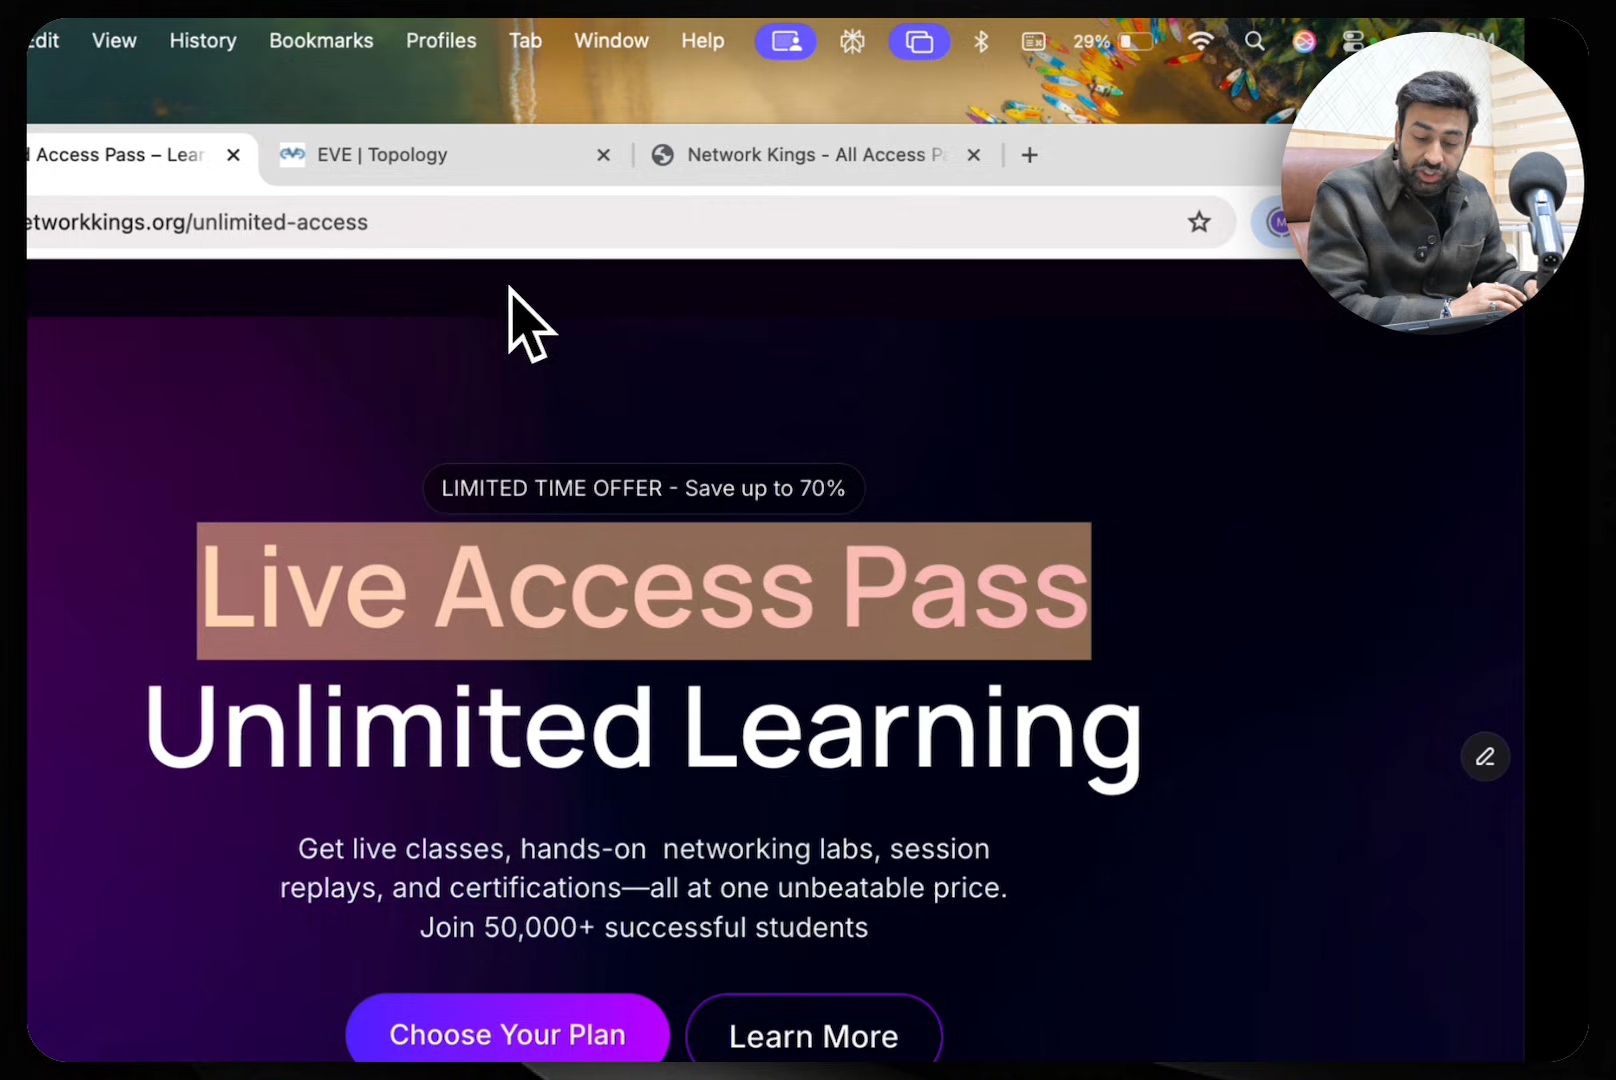 Edit View History Bookmarks Profiles Tab Window Help 29%
Access Pass – Lear EVE | Topology Network Kings - All Access Pa
etworkkings.org/unlimited-access
LIMITED TIME OFFER - Save up to 70%
Live Access Pass
Unlimited Learning
Get live classes, hands-on networking labs, session
replays, and certifications—all at one unbeatable price.
Join 50,000+ successful students
Choose Your Plan Learn More